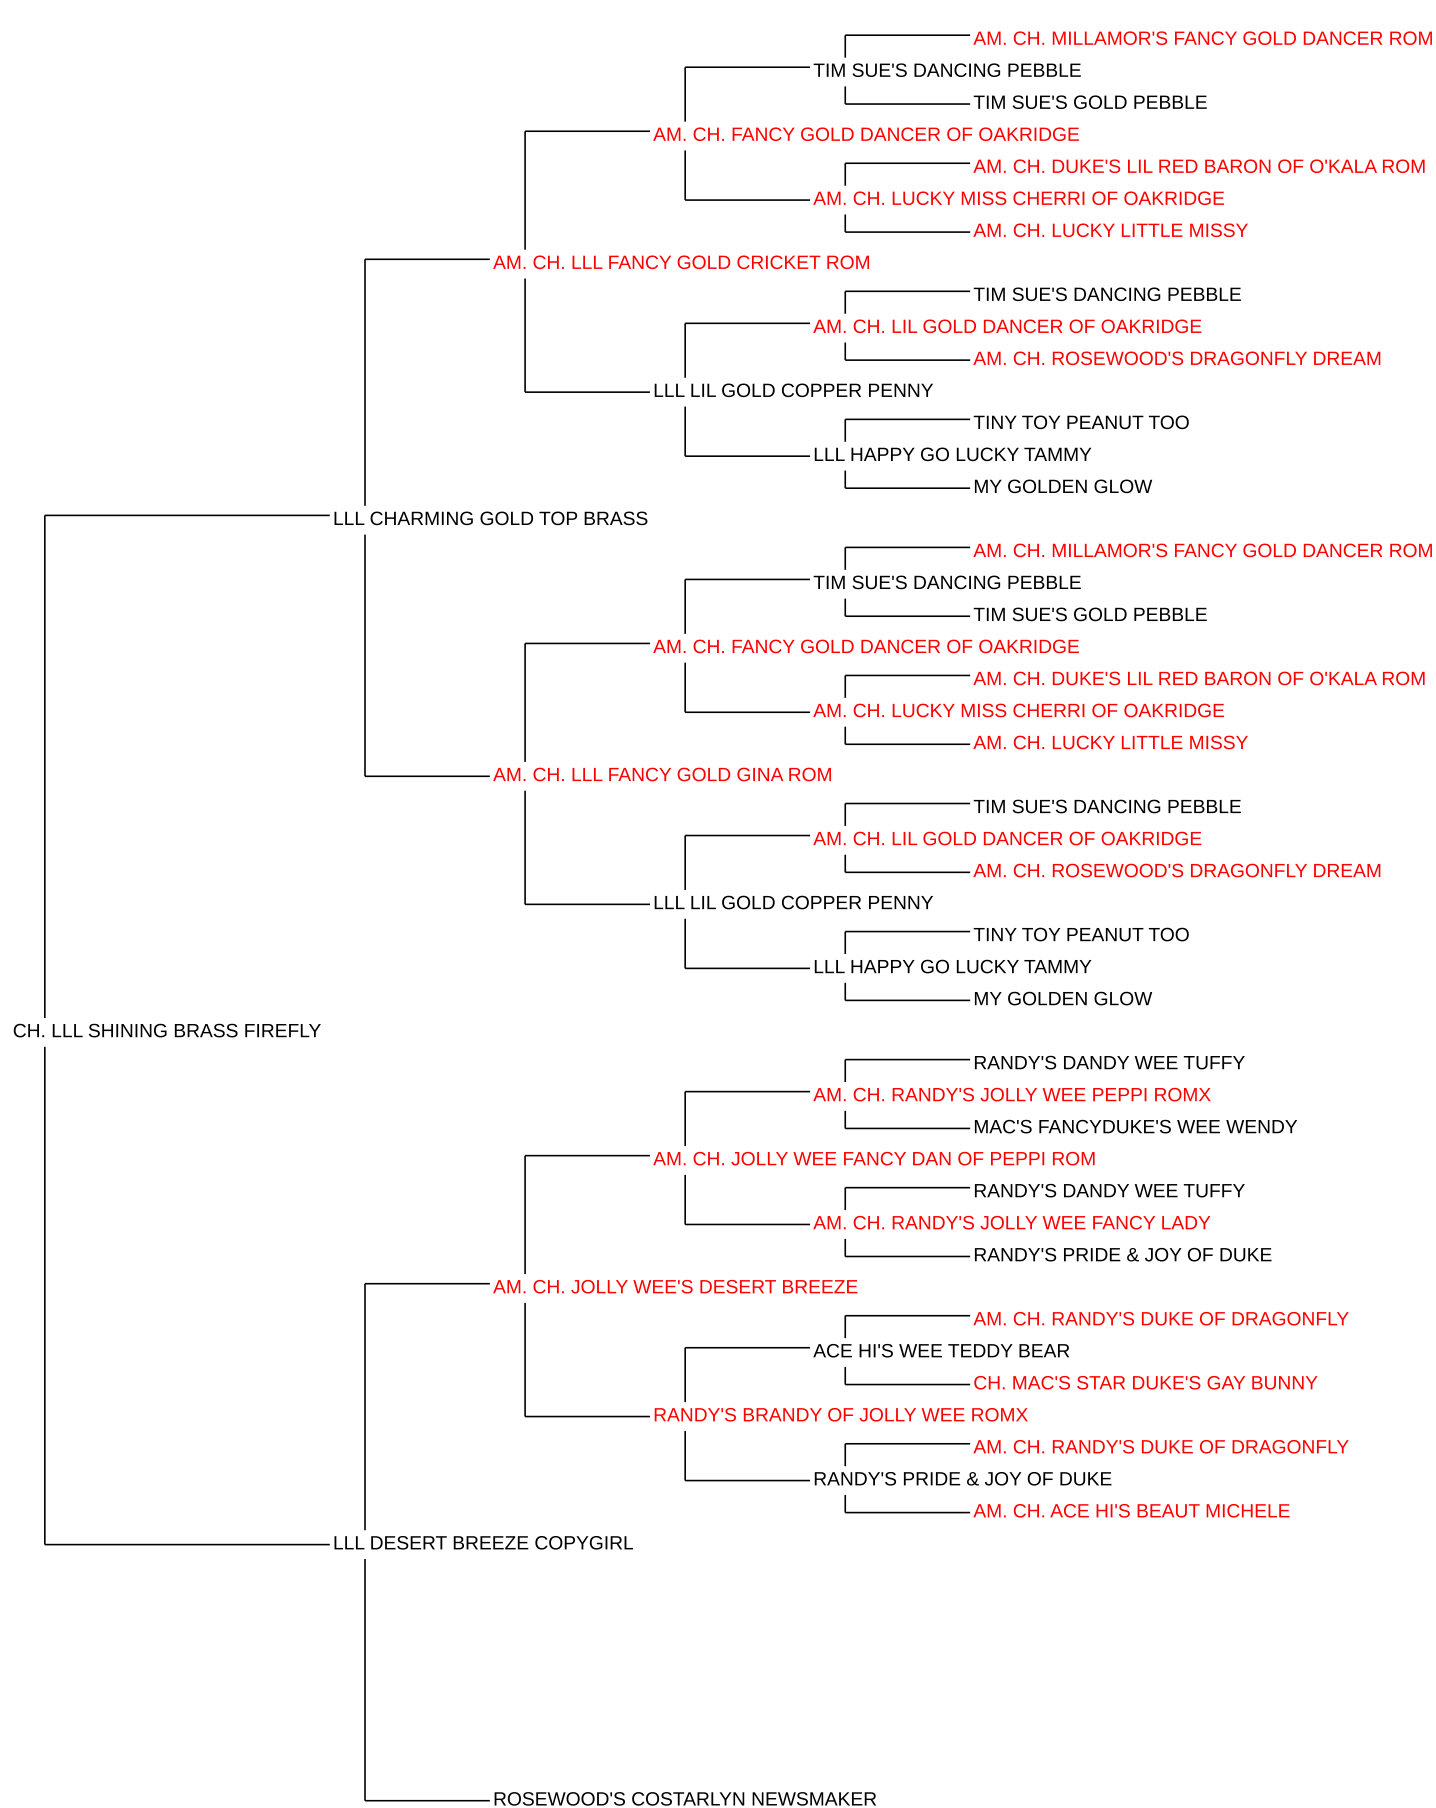 AM. CH. MILLAMOR'S FANCY GOLD DANCER ROM
TIM SUE'S DANCING PEBBLE
TIM SUE'S GOLD PEBBLE
AM. CH. FANCY GOLD DANCER OF OAKRIDGE
AM. CH. DUKE'S LIL RED BARON OF O'KALA ROM
AM. CH. LUCKY MISS CHERRI OF OAKRIDGE
AM. CH. LUCKY LITTLE MISSY
AM. CH. LLL FANCY GOLD CRICKET ROM
TIM SUE'S DANCING PEBBLE
AM. CH. LIL GOLD DANCER OF OAKRIDGE
AM. CH. ROSEWOOD'S DRAGONFLY DREAM
LLL LIL GOLD COPPER PENNY
TINY TOY PEANUT TOO
LLL HAPPY GO LUCKY TAMMY
MY GOLDEN GLOW
LLL CHARMING GOLD TOP BRASS
AM. CH. MILLAMOR'S FANCY GOLD DANCER ROM
TIM SUE'S DANCING PEBBLE
TIM SUE'S GOLD PEBBLE
AM. CH. FANCY GOLD DANCER OF OAKRIDGE
AM. CH. DUKE'S LIL RED BARON OF O'KALA ROM
AM. CH. LUCKY MISS CHERRI OF OAKRIDGE
AM. CH. LUCKY LITTLE MISSY
AM. CH. LLL FANCY GOLD GINA ROM
TIM SUE'S DANCING PEBBLE
AM. CH. LIL GOLD DANCER OF OAKRIDGE
AM. CH. ROSEWOOD'S DRAGONFLY DREAM
LLL LIL GOLD COPPER PENNY
TINY TOY PEANUT TOO
LLL HAPPY GO LUCKY TAMMY
MY GOLDEN GLOW
CH. LLL SHINING BRASS FIREFLY
RANDY'S DANDY WEE TUFFY
AM. CH. RANDY'S JOLLY WEE PEPPI ROMX
MAC'S FANCYDUKE'S WEE WENDY
AM. CH. JOLLY WEE FANCY DAN OF PEPPI ROM
RANDY'S DANDY WEE TUFFY
AM. CH. RANDY'S JOLLY WEE FANCY LADY
RANDY'S PRIDE & JOY OF DUKE
AM. CH. JOLLY WEE'S DESERT BREEZE
AM. CH. RANDY'S DUKE OF DRAGONFLY
ACE HI'S WEE TEDDY BEAR
CH. MAC'S STAR DUKE'S GAY BUNNY
RANDY'S BRANDY OF JOLLY WEE ROMX
AM. CH. RANDY'S DUKE OF DRAGONFLY
RANDY'S PRIDE & JOY OF DUKE
AM. CH. ACE HI'S BEAUT MICHELE
LLL DESERT BREEZE COPYGIRL
ROSEWOOD'S COSTARLYN NEWSMAKER